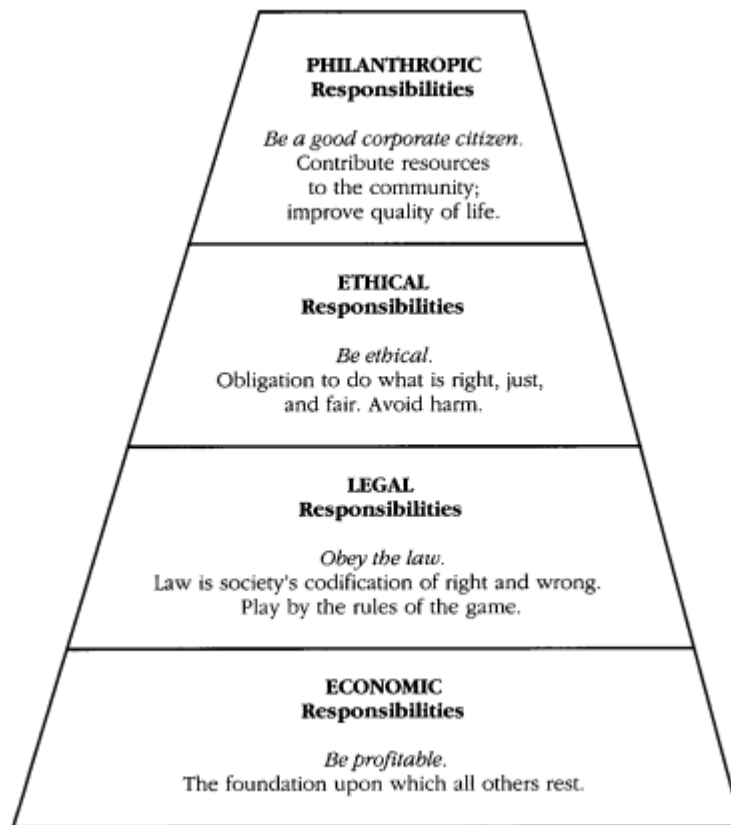 PHILANTHROPIC
Responsibilities
Be a good corporate citizen.
Contribute resources
to the community;
improve quality of life.
ETHICAL
Responsibilities
Be ethical.
Obligation to do what is right, just,
and fair. Avoid harm.
LEGAL
Responsibilities
Obey the law.
Law is society's codification of right and wrong.
Play by the rules of the game.
ECONOMIC
Responsibilities
Be profitable.
The foundation upon which all others rest.